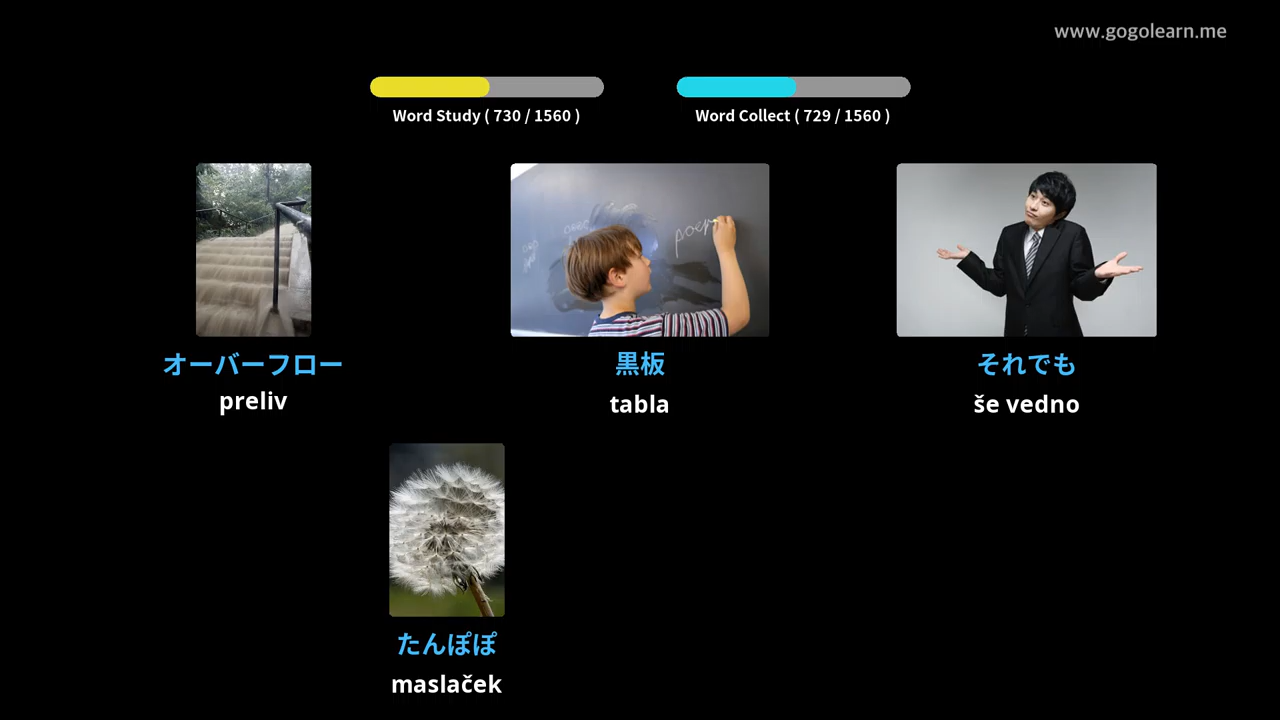 www.gogolearn.me
Word Study ( 730 / 1560 )
Word Collect ( 729 / 1560 )
poer
オーバーフロー
preliv
黒板
tabla
それでも
še vedno
たんぽぽ
maslaček